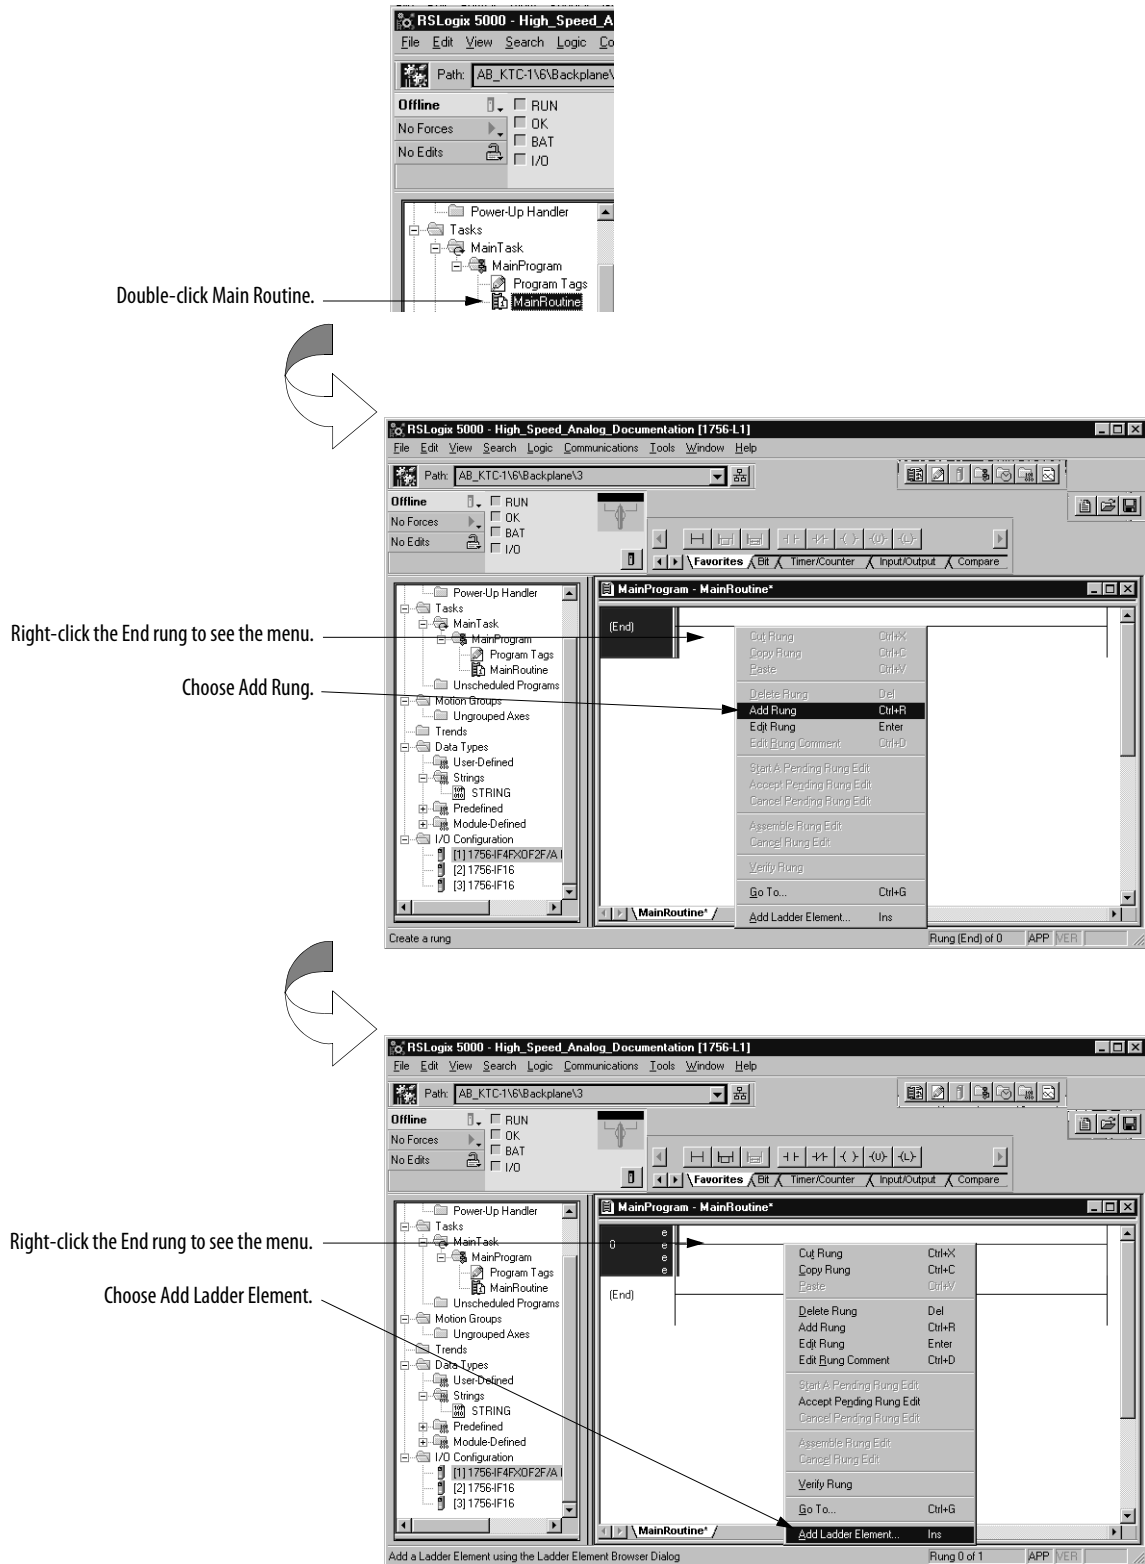 RSLogix 5000 - High_Speed_A
File Edit View Search Logic Co
Path: AB_KTC-1\6\Backplane\
Offline
RUN
No Forces
OK
BAT
No Edits
I/O
Power-Up Handler
Tasks
MainTask
MainProgram
Program Tags
Double-click Main Routine.
MainRoutine
RSLogix 5000 - High_Speed_Analog_Documentation [1756-L1]
File Edit View Search Logic Communications Tools Window Help
Path: AB_KTC-1\6\Backplane\3
Offline
RUN
No Forces
OK
BAT
No Edits
I/O
Favorites Bit Timer/Counter Input/Output Compare
Power-Up Handler
Tasks
MainTask
MainProgram
Program Tags
MainRoutine
Unscheduled Programs
Motion Groups
Ungrouped Axes
Trends
Data Types
User-Defined
Strings
STRING
Predefined
Module-Defined
I/O Configuration
[1] 1756-IF4FXOF2F/A
[2] 1756-IF16
[3] 1756-IF16
MainProgram - MainRoutine*
(End)
Right-click the End rung to see the menu.
Choose Add Rung.
Cut Rung Ctrl+X
Copy Rung Ctrl+C
Paste Ctrl+V
Delete Rung Del
Add Rung Ctrl+R
Edit Rung Enter
Edit Rung Comment Ctrl+D
Start A Pending Rung Edit
Accept Pending Rung Edit
Cancel Pending Rung Edit
Assemble Rung Edit
Cancel Rung Edit
Verify Rung
Go To... Ctrl+G
Add Ladder Element... Ins
MainRoutine*
Create a rung
Rung (End) of 0 APP VER
RSLogix 5000 - High_Speed_Analog_Documentation [1756-L1]
File Edit View Search Logic Communications Tools Window Help
Path: AB_KTC-1\6\Backplane\3
Offline
RUN
No Forces
OK
BAT
No Edits
I/O
Favorites Bit Timer/Counter Input/Output Compare
Power-Up Handler
Tasks
MainTask
MainProgram
Program Tags
MainRoutine
Unscheduled Programs
Motion Groups
Ungrouped Axes
Trends
Data Types
User-Defined
Strings
STRING
Predefined
Module-Defined
I/O Configuration
[1] 1756-IF4FXOF2F/A
[2] 1756-IF16
[3] 1756-IF16
MainProgram - MainRoutine*
0
e
e
e
e
(End)
Right-click the End rung to see the menu.
Choose Add Ladder Element.
Cut Rung Ctrl+X
Copy Rung Ctrl+C
Paste Ctrl+V
Delete Rung Del
Add Rung Ctrl+R
Edit Rung Enter
Edit Rung Comment Ctrl+D
Start A Pending Rung Edit
Accept Pending Rung Edit
Cancel Pending Rung Edit
Assemble Rung Edit
Cancel Rung Edit
Verify Rung
Go To... Ctrl+G
Add Ladder Element... Ins
MainRoutine*
Add a Ladder Element using the Ladder Element Browser Dialog
Rung 0 of 1 APP VER